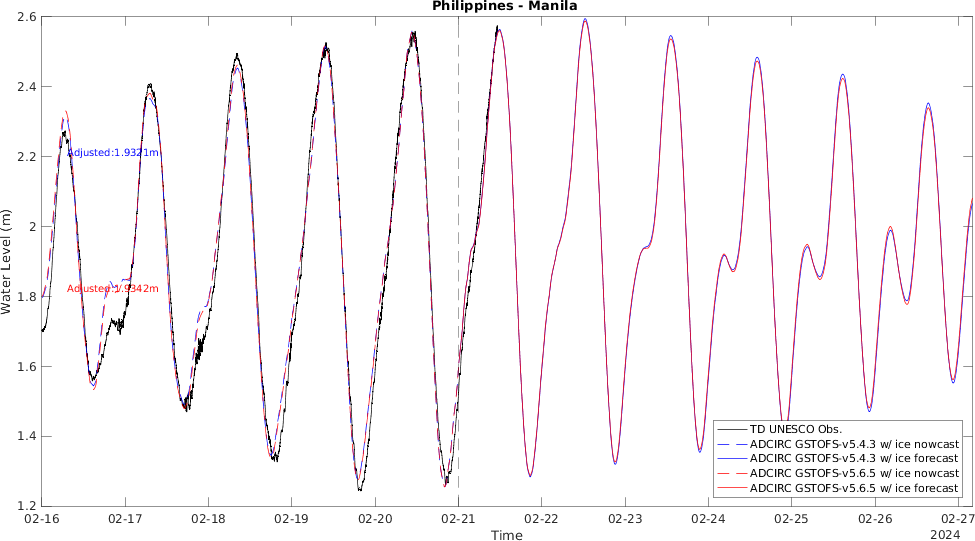 Philippines - Manila
2.6
2.4
2.2
2
1.8
1.6
1.4
1.2
Water Level (m)
Adjusted:1.9321m
Adjusted:1.9342m
TD UNESCO Obs.
ADCIRC GSTOFS-v5.4.3 w/ ice nowcast
ADCIRC GSTOFS-v5.4.3 w/ ice forecast
ADCIRC GSTOFS-v5.6.5 w/ ice nowcast
ADCIRC GSTOFS-v5.6.5 w/ ice forecast
02-16 02-17 02-18 02-19 02-20 02-21 02-22 02-23 02-24 02-25 02-26 02-27
Time
2024